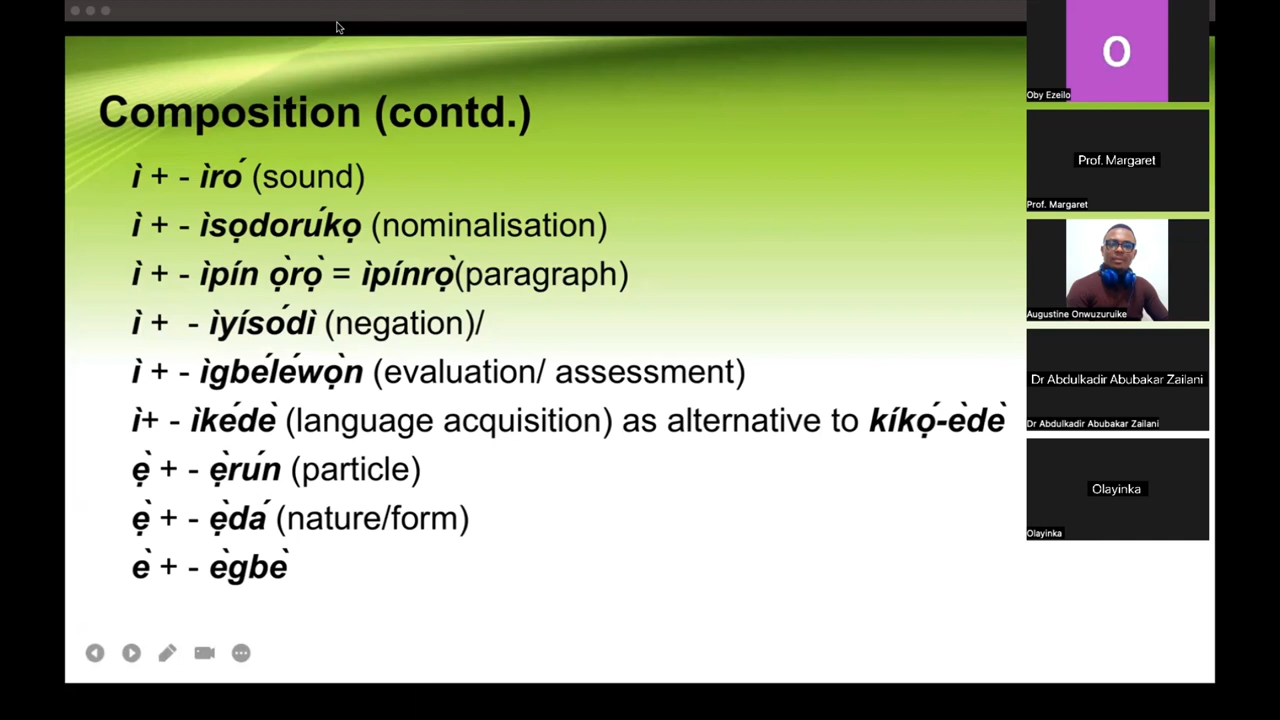 Composition (contd.)
ì + - ìró (sound)
ì + - ìsọdorúkọ (nominalisation)
ì + - ìpín ọ̀rọ̀ = ìpínrọ̀(paragraph)
ì +  - ìyísódì (negation)/
ì + - ìgbéléwọ̀n (evaluation/ assessment)
ì+ - ìkédè (language acquisition) as alternative to kíkọ́-èdè
ẹ̀ + - ẹ̀rún (particle)
ẹ̀ + - ẹ̀dá (nature/form)
è + - ègbè
O
Oby Ezeilo
Prof. Margaret
Prof. Margaret
Augustine Onwuzuruike
Dr Abdulkadir Abubakar Zailani
Dr Abdulkadir Abubakar Zailani
Olayinka
Olayinka